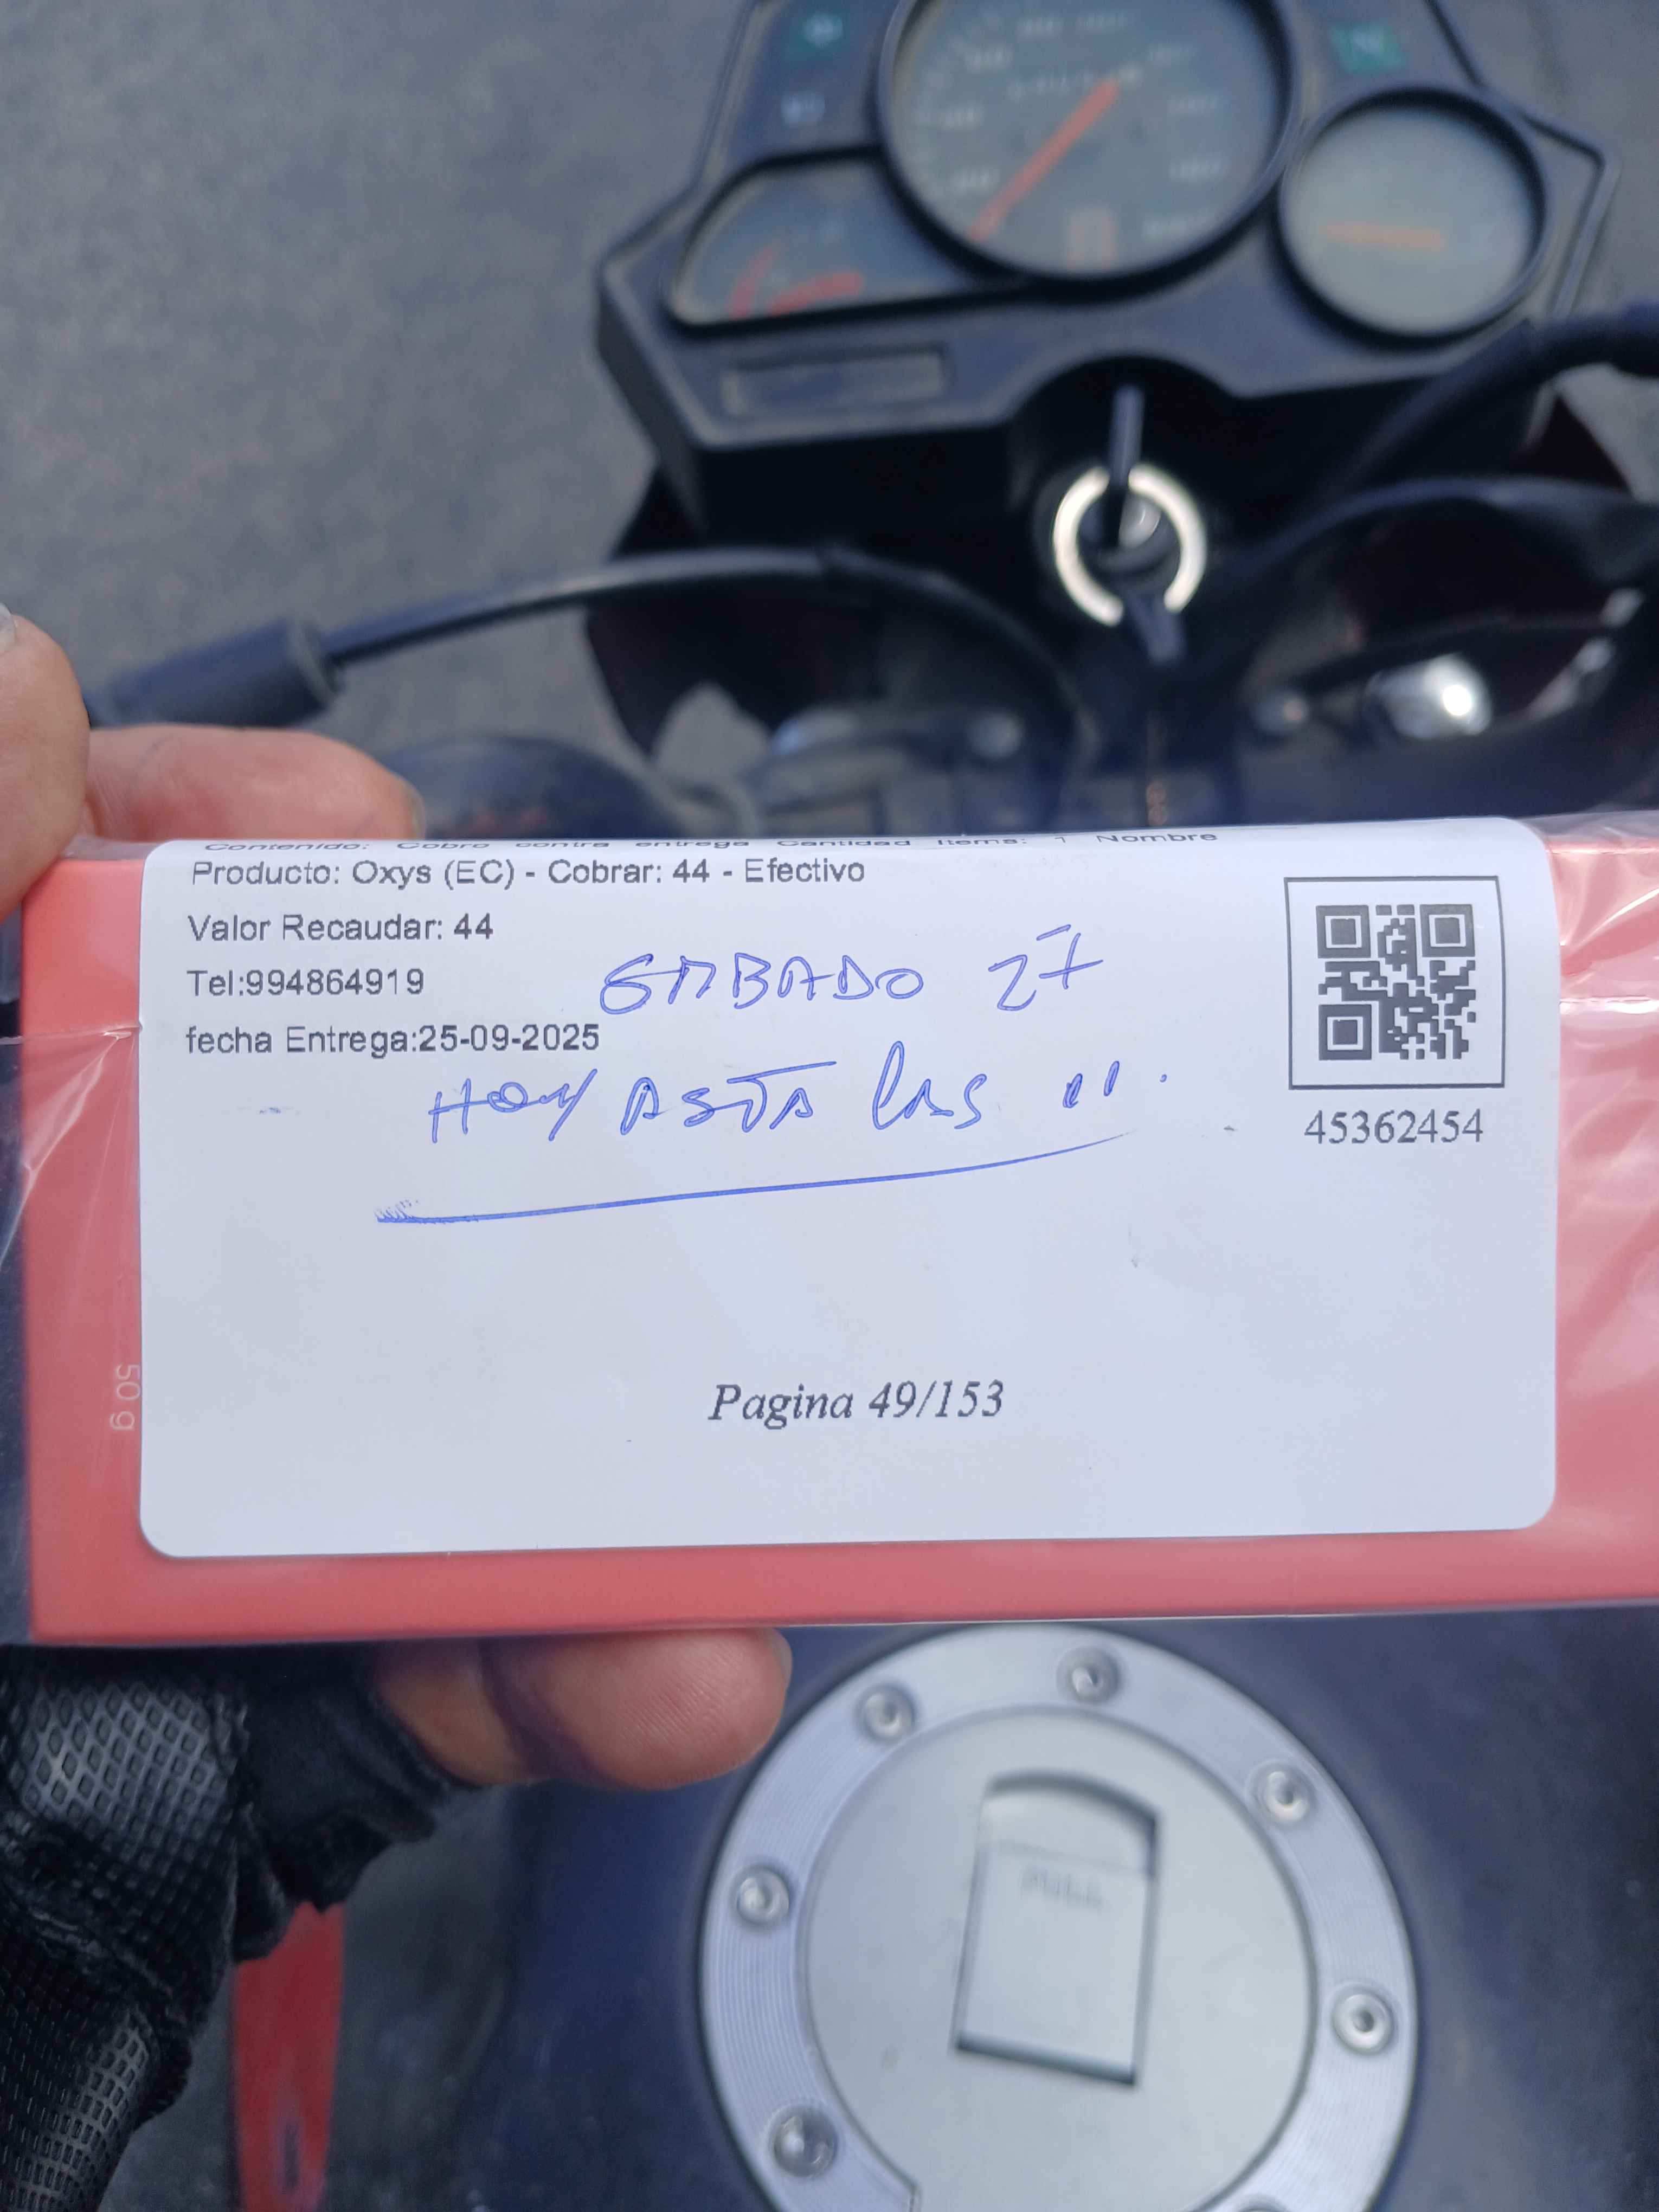 Contenido: Cobro contra entrega Cantidad Items: 1 Nombre
Producto: Oxys (EC) - Cobrar: 44 - Efectivo
Valor Recaudar: 44
Tel:994864919
fecha Entrega:25-09-2025
SABADO 27
HOY ASTA las 11.
45362454
Pagina 49/153
50 g
PULL